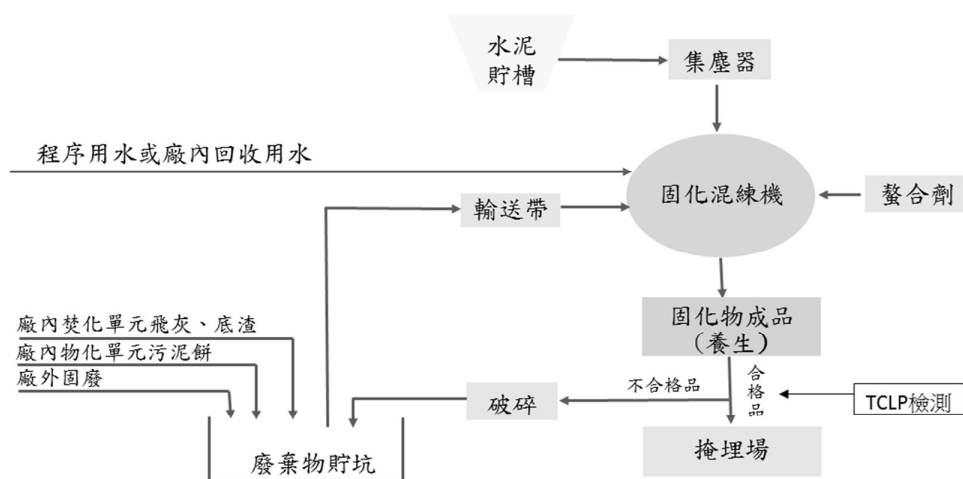 水泥
貯槽
集塵器
程序用水或廠內回收用水
固化混練機
螯合劑
輸送帶
固化物成品
(養生)
廠內焚化單元飛灰、底渣
廠內物化單元污泥餅
廠外固廢
不合格品
合格品
破碎
TCLP檢測
掩埋場
廢棄物貯坑